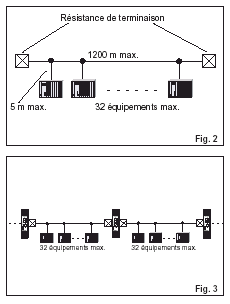 Résistance de terminaison
1200 m max.
5 m max.
32 équipements max.
Fig. 2
32 équipements max.
32 équipements max.
Fig. 3